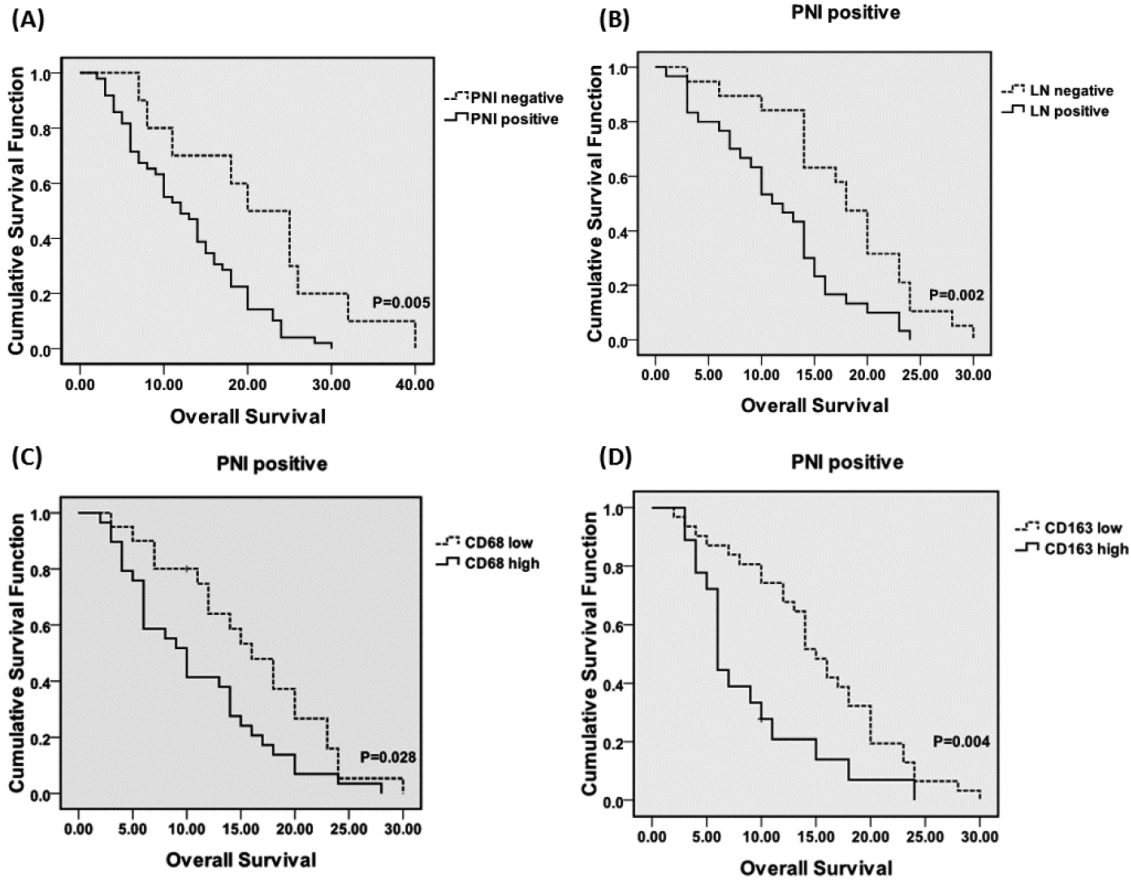 (A)
Cumulative Survival Function
1.0
0.8
0.6
0.4
0.2
0.0
0.00 10.00 20.00 30.00 40.00
Overall Survival
P=0.005
PNI negative
PNI positive
(B)
PNI positive
Cumulative Survival Function
1.0
0.8
0.6
0.4
0.2
0.0
0.00 5.00 10.00 15.00 20.00 25.00 30.00
Overall Survival
P=0.002
LN negative
LN positive
(C)
PNI positive
Cumulative Survival Function
1.0
0.8
0.6
0.4
0.2
0.0
0.00 5.00 10.00 15.00 20.00 25.00 30.00
Overall Survival
P=0.028
CD68 low
CD68 high
(D)
PNI positive
Cumulative Survival Function
1.0
0.8
0.6
0.4
0.2
0.0
0.00 5.00 10.00 15.00 20.00 25.00 30.00
Overall Survival
P=0.004
CD163 low
CD163 high